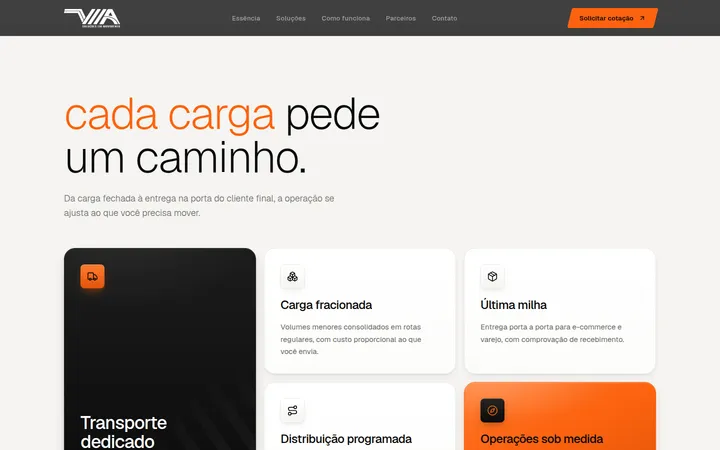 VIIA
Essência
Soluções
Como funciona
Parceiros
Contato
Solicitar cotação
cada carga pede
um caminho.
Da carga fechada à entrega na porta do cliente final, a operação se
ajusta ao que você precisa mover.
Transporte
dedicado
Carga fracionada
Volumes menores consolidados em rotas
regulares, com custo proporcional ao que
você envia.
Última milha
Entrega porta a porta para e-commerce e
varejo, com comprovação de recebimento.
Distribuição programada
Operações sob medida